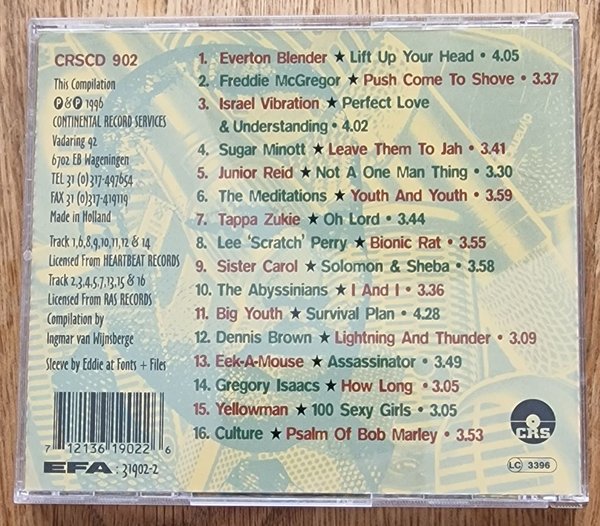 CRSCD 902
This Compilation
℗ & ℗ 1996
CONTINENTAL RECORD SERVICES
Vadaring 92
6702 EB Wageningen
TEL 31 (0)317-497654
FAX 31 (0)317-419119
Made in Holland
Track 1,6,8,9,10,11,12 & 14
Licensed From HEARTBEAT RECORDS
Track 2,3,4,5,7,13,15 & 16
Licensed From RAS RECORDS
Compilation by
Ingmar van Wijnsberge
Sleeve by Eddie at Fonts + Files
7 12136 19022 6
EFA : 31902-2
1. Everton Blender ★ Lift Up Your Head • 4.05
2. Freddie McGregor ★ Push Come To Shove • 3.37
3. Israel Vibration ★ Perfect Love
& Understanding • 4.02
4. Sugar Minott ★ Leave Them To Jah • 3.41
5. Junior Reid ★ Not A One Man Thing • 3.30
6. The Meditations ★ Youth And Youth • 3.59
7. Tappa Zukie ★ Oh Lord • 3.44
8. Lee ‘Scratch’ Perry ★ Bionic Rat • 3.55
9. Sister Carol ★ Solomon & Sheba • 3.58
10. The Abyssinians ★ I And I • 3.36
11. Big Youth ★ Survival Plan • 4.28
12. Dennis Brown ★ Lightning And Thunder • 3.09
13. Eek-A-Mouse ★ Assassinator • 3.49
14. Gregory Isaacs ★ How Long • 3.05
15. Yellowman ★ 100 Sexy Girls • 3.05
16. Culture ★ Psalm Of Bob Marley • 3.53
CRS
LC 3396